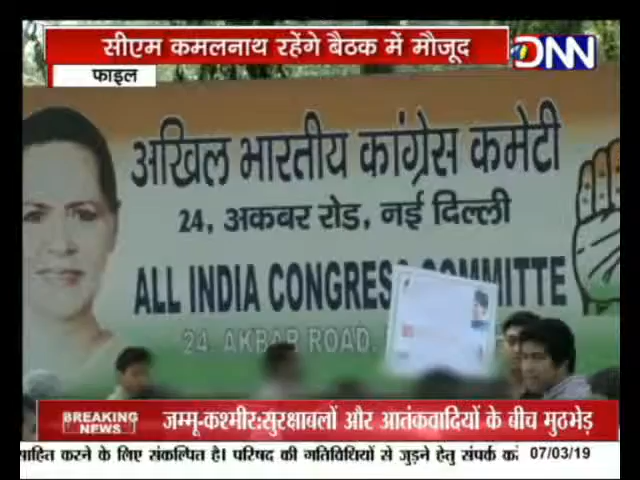 सीएम कमलनाथ रहेंगे बैठक में मौजूद
DNN
फाइल
अखिल भारतीय कांग्रेस कमेटी
24, अकबर रोड, नई दिल्ली
ALL INDIA CONGRESS COMMITTEE
24. AKBAR ROAD.
BREAKING NEWS
जम्मू-कश्मीर:सुरक्षाबलों और आतंकवादियों के बीच मुठभेड़
करने के लिए संकल्पित है। परिषद की गतिविधियों से जुड़ने हेतु संपर्क
07/03/19